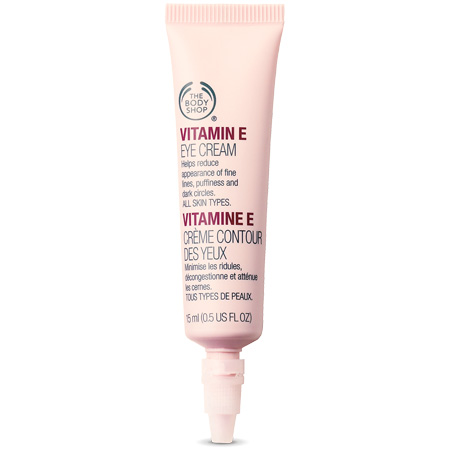 THE
BODY
SHOP
®
VITAMIN E
EYE CREAM
Helps reduce
appearance of fine
lines, puffiness and
dark circles.
ALL SKIN TYPES.
VITAMINE E
CRÈME CONTOUR
DES YEUX
Minimise les ridules,
décongestionne et atténue
les cernes.
TOUS TYPES DE PEAUX.
15 ml (0.5 US FL OZ)